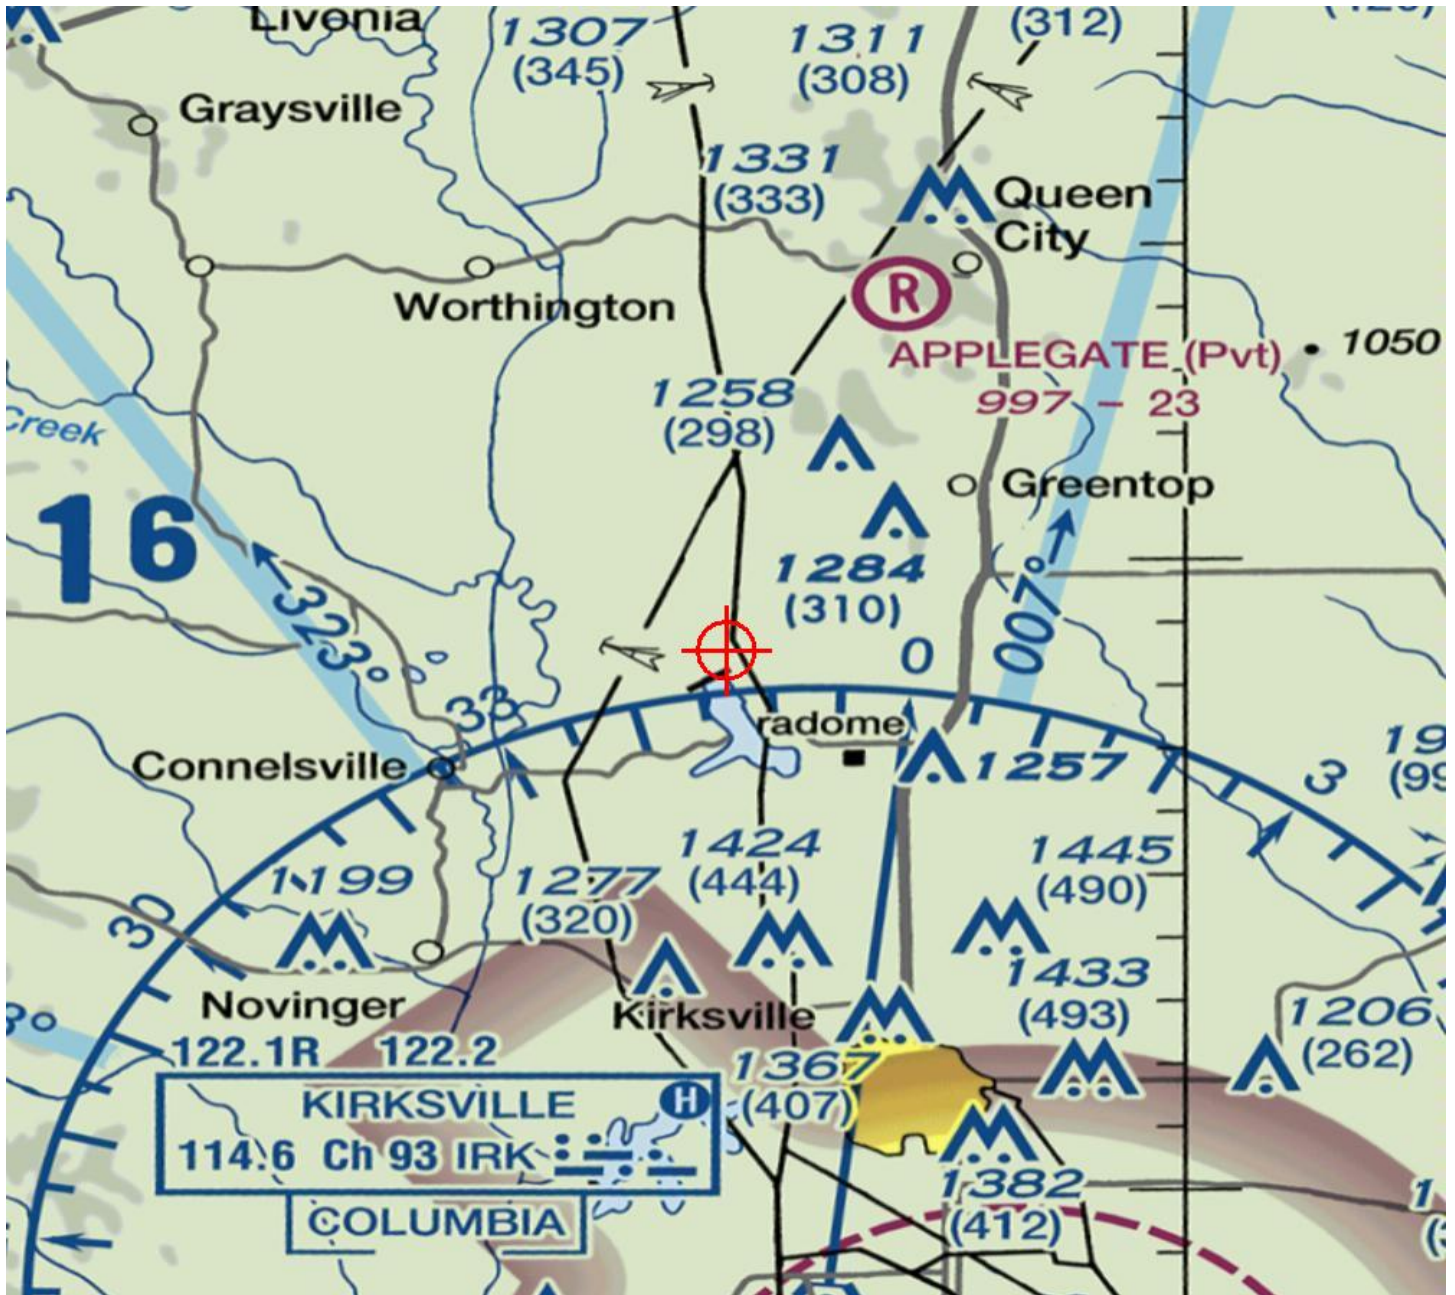 Livonia
1307
(345)
1311
(308)
(312)
Graysville
1331
(333)
Queen
City
R
Worthington
APPLEGATE (Pvt)
997 - 23
1050
1258
(298)
Creek
Greentop
16
1284
(310)
323°
007°
0
33
radome
Connelsville
1257
3
19
1424
(444)
1445
(490)
1199
1277
(320)
30
1433
(493)
Novinger
Kirksville
1206
(262)
122.1R 122.2
1367
(407)
KIRKSVILLE H
114.6 Ch 93 IRK
1382
(412)
COLUMBIA